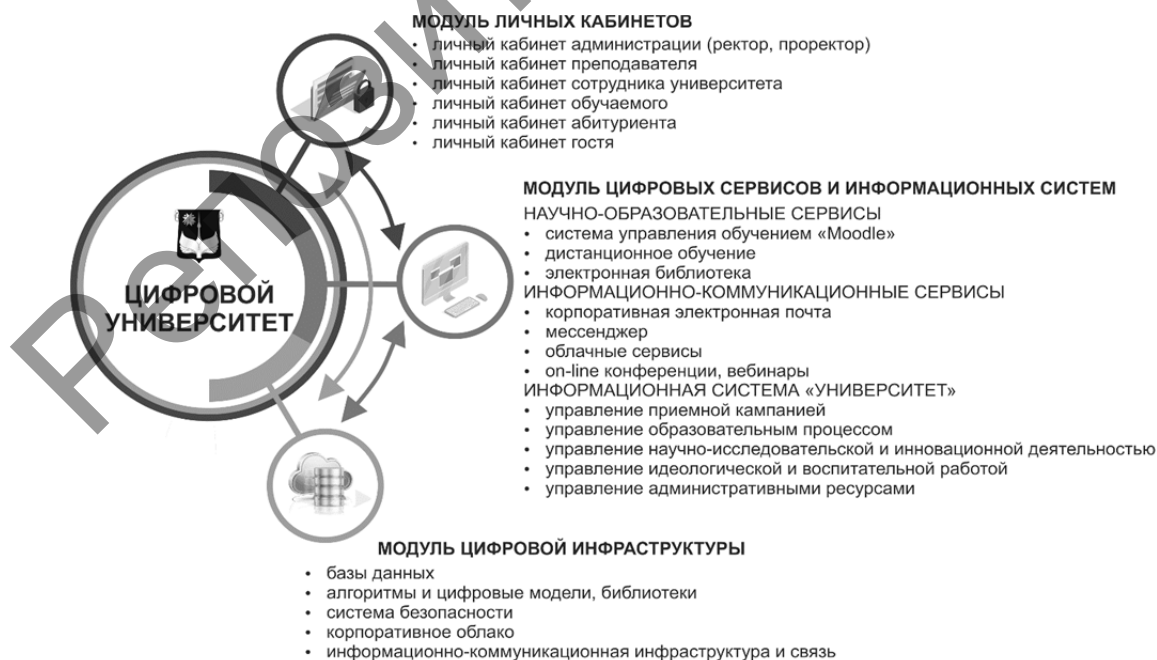 МОДУЛЬ ЛИЧНЫХ КАБИНЕТОВ
• личный кабинет администрации (ректор, проректор)
• личный кабинет преподавателя
• личный кабинет сотрудника университета
• личный кабинет обучаемого
• личный кабинет абитуриента
• личный кабинет гостя
ЦИФРОВОЙ
УНИВЕРСИТЕТ
МОДУЛЬ ЦИФРОВЫХ СЕРВИСОВ И ИНФОРМАЦИОННЫХ СИСТЕМ
НАУЧНО-ОБРАЗОВАТЕЛЬНЫЕ СЕРВИСЫ
• система управления обучением «Moodle»
• дистанционное обучение
• электронная библиотека
ИНФОРМАЦИОННО-КОММУНИКАЦИОННЫЕ СЕРВИСЫ
• корпоративная электронная почта
• мессенджер
• облачные сервисы
• on-line конференции, вебинары
ИНФОРМАЦИОННАЯ СИСТЕМА «УНИВЕРСИТЕТ»
• управление приемной кампанией
• управление образовательным процессом
• управление научно-исследовательской и инновационной деятельностью
• управление идеологической и воспитательной работой
• управление административными ресурсами
МОДУЛЬ ЦИФРОВОЙ ИНФРАСТРУКТУРЫ
• базы данных
• алгоритмы и цифровые модели, библиотеки
• система безопасности
• корпоративное облако
• информационно-коммуникационная инфраструктура и связь